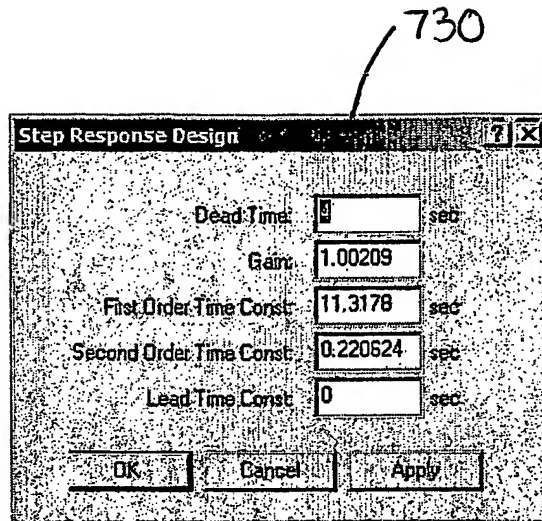 730
Step Response Design
? X
Dead Time: sec
Gain: 1.00209
First Order Time Const: 11.3178 sec
Second Order Time Const: 0.220624 sec
Lead Time Const: 0 sec
OK Cancel Apply